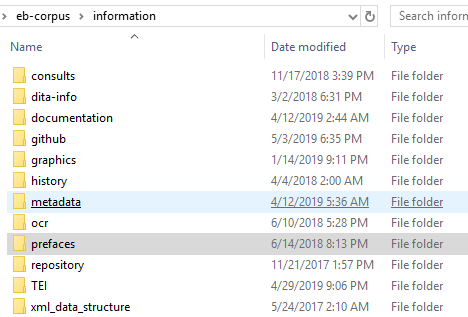 eb-corpus › information Search informa
Name Date modified Type
consults 11/17/2018 3:39 PM File folder
dita-info 3/2/2018 6:31 PM File folder
documentation 4/12/2019 2:44 AM File folder
github 5/3/2019 6:35 PM File folder
graphics 1/14/2019 9:11 PM File folder
history 4/4/2018 2:00 AM File folder
metadata 4/12/2019 5:36 AM File folder
ocr 6/10/2018 5:28 PM File folder
prefaces 6/14/2018 8:13 PM File folder
repository 11/21/2017 1:57 PM File folder
TEI 4/29/2019 9:06 PM File folder
xml_data_structure 5/24/2017 2:10 AM File folder